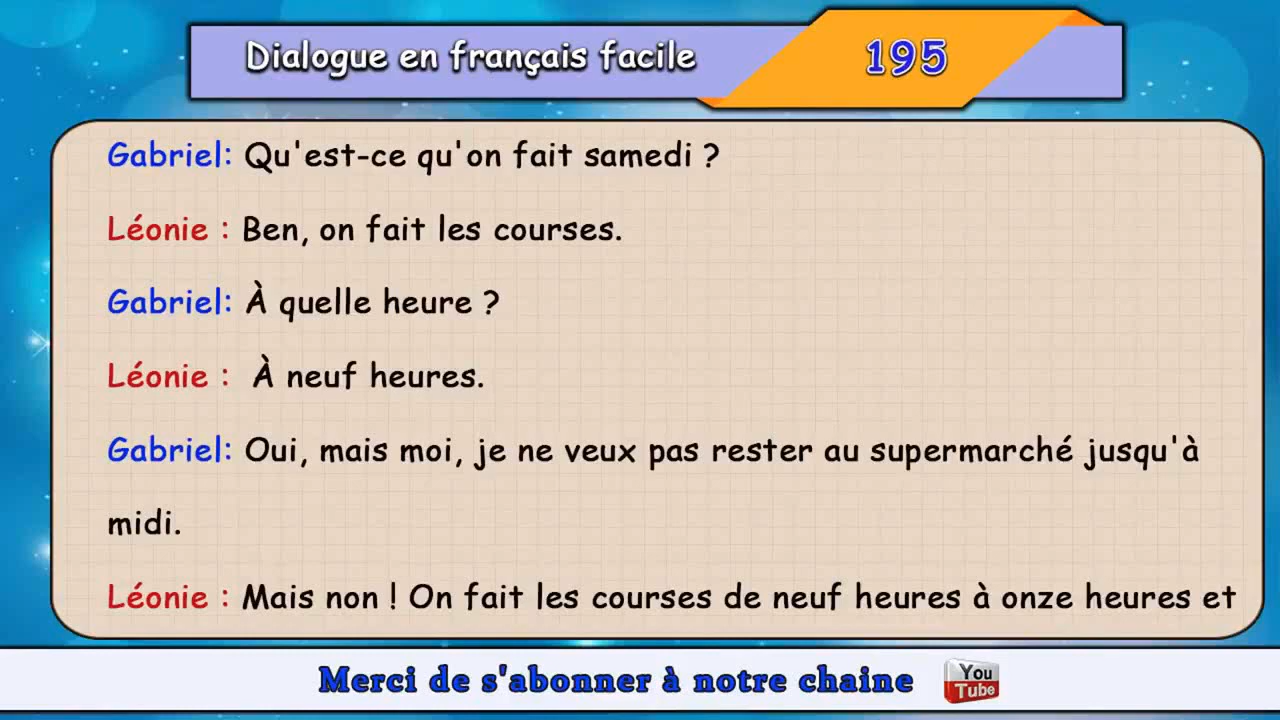 Dialogue en français facile 195
Gabriel: Qu'est-ce qu'on fait samedi ?
Léonie : Ben, on fait les courses.
Gabriel: À quelle heure ?
Léonie : À neuf heures.
Gabriel: Oui, mais moi, je ne veux pas rester au supermarché jusqu'à
midi.
Léonie : Mais non ! On fait les courses de neuf heures à onze heures et
Merci de s'abonner à notre chaine
You
Tube